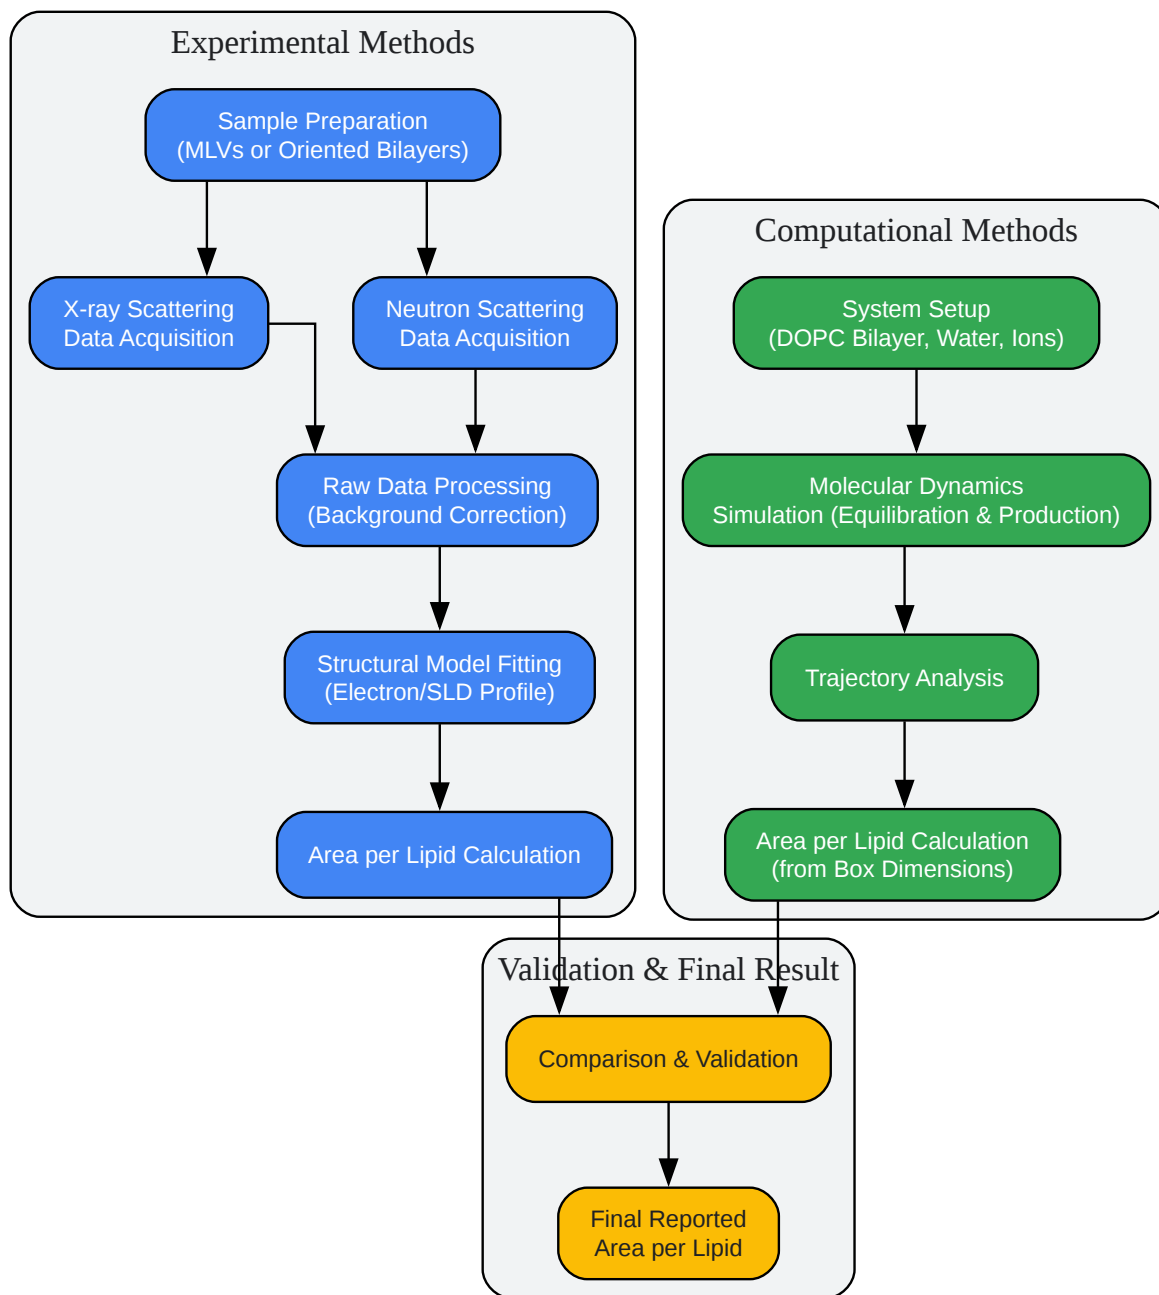 Experimental Methods
Sample Preparation
(MLVs or Oriented Bilayers)
X-ray Scattering
Data Acquisition
Neutron Scattering
Data Acquisition
Raw Data Processing
(Background Correction)
Structural Model Fitting
(Electron/SLD Profile)
Area per Lipid Calculation
Computational Methods
System Setup
(DOPC Bilayer, Water, Ions)
Molecular Dynamics
Simulation (Equilibration & Production)
Trajectory Analysis
Area per Lipid Calculation
(from Box Dimensions)
Validation & Final Result
Comparison & Validation
Final Reported
Area per Lipid